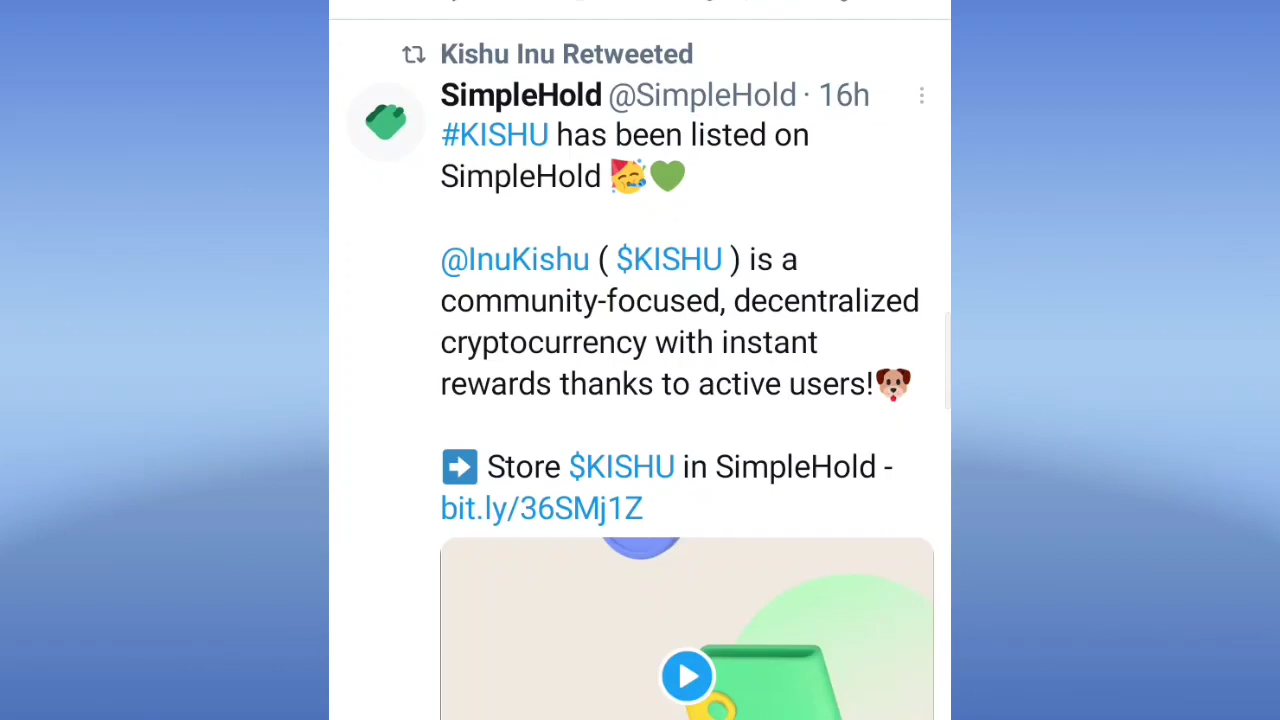 Kishu Inu Retweeted
SimpleHold @SimpleHold · 16h
#KISHU has been listed on
SimpleHold 🥳💚
@InuKishu ( $KISHU ) is a
community-focused, decentralized
cryptocurrency with instant
rewards thanks to active users!🐶
➡️ Store $KISHU in SimpleHold -
bit.ly/36SMj1Z